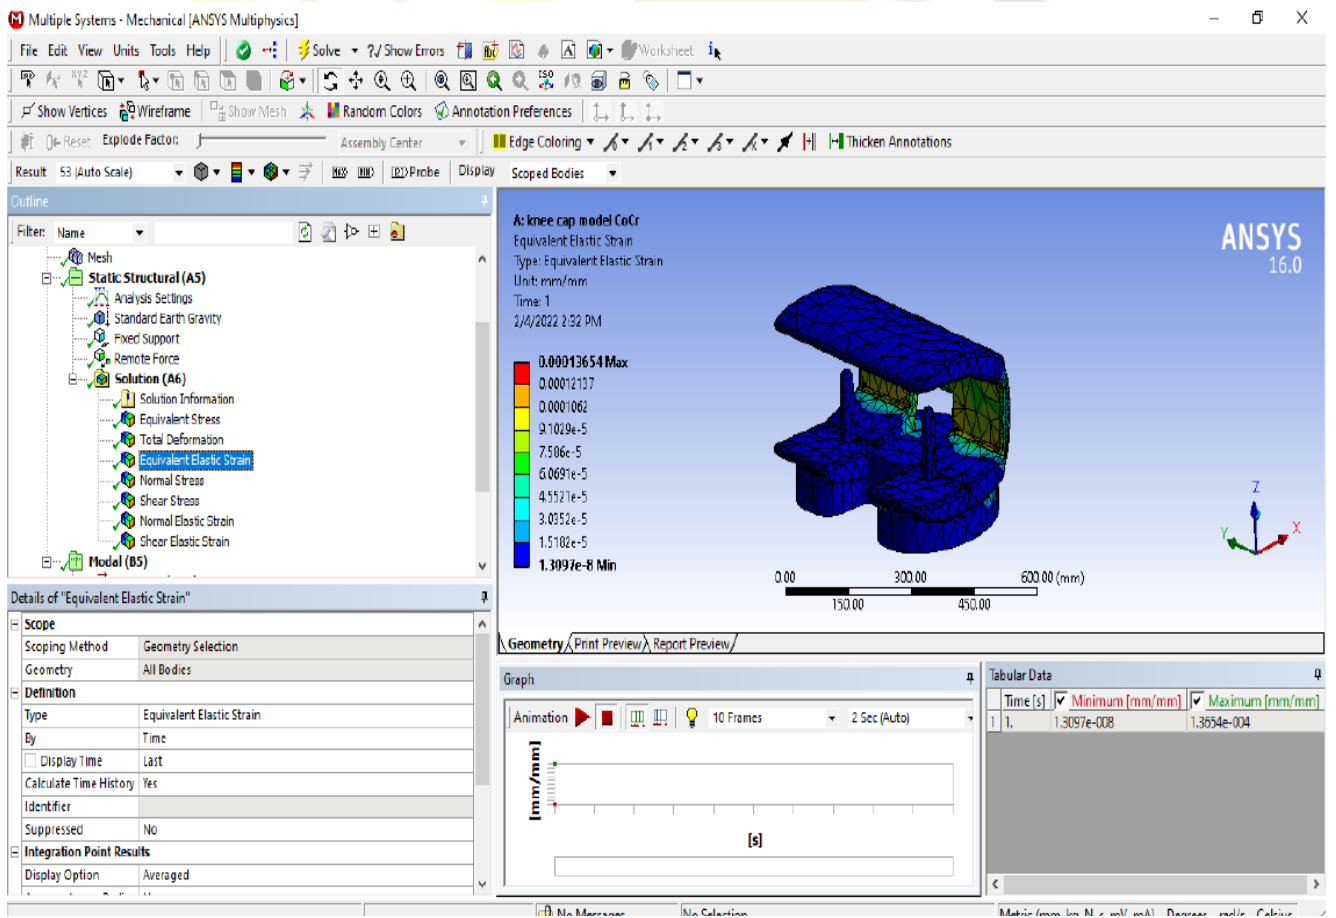 Multiple Systems - Mechanical [ANSYS Multiphysics]
File Edit View Units Tools Help Solve ?/ Show Errors Worksheet
Show Vertices Wireframe Show Mesh Random Colors Annotation Preferences
Reset Explode Factor: Assembly Center Edge Coloring Thicken Annotations
Result 53 (Auto Scale) Probe Display Scoped Bodies
Outline
Filter: Name
Mesh
Static Structural (A5)
Analysis Settings
Standard Earth Gravity
Fixed Support
Remote Force
Solution (A6)
Solution Information
Equivalent Stress
Total Deformation
Equivalent Elastic Strain
Normal Stress
Shear Stress
Normal Elastic Strain
Shear Elastic Strain
Modal (B5)
A: knee cap model CoCr
Equivalent Elastic Strain
Type: Equivalent Elastic Strain
Unit: mm/mm
Time: 1
2/4/2022 2:32 PM
0.00013654 Max
0.00012137
0.0001062
9.1029e-5
7.586e-5
6.0691e-5
4.5521e-5
3.0352e-5
1.5182e-5
1.3097e-8 Min
ANSYS
16.0
Z
Y
X
0.00 300.00 600.00 (mm)
150.00 450.00
Geometry Print Preview Report Preview
Details of "Equivalent Elastic Strain"
Scope
Scoping Method Geometry Selection
Geometry All Bodies
Definition
Type Equivalent Elastic Strain
By Time
Display Time Last
Calculate Time History Yes
Identifier
Suppressed No
Integration Point Results
Display Option Averaged
Graph
Animation 10 Frames 2 Sec (Auto)
[mm/mm]
[s]
Tabular Data
Time [s] Minimum [mm/mm] Maximum [mm/mm]
1 1. 1.3097e-008 1.3654e-004
No Messages No Selection Metric (mm, kg, N, s, mV, mA) Degrees rad/s Celsius